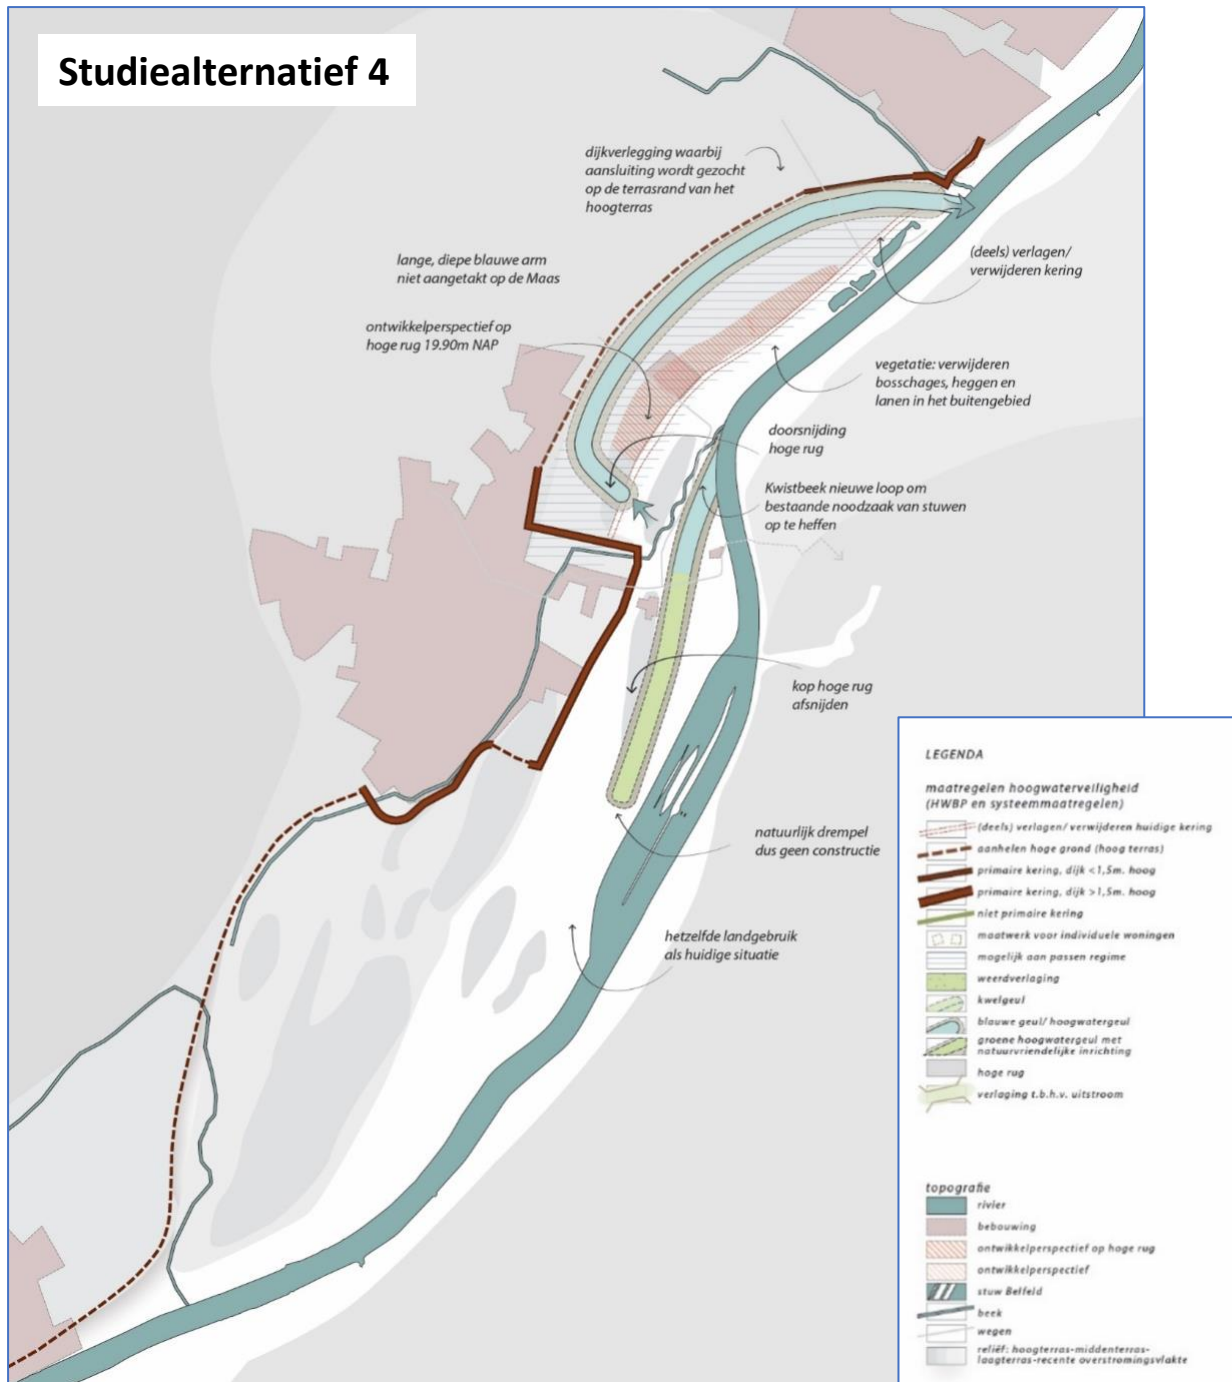 Studiealternatief 4
dijkverlegging waarbij
aansluiting wordt gezocht
op de terrasrand van het
hoogterras
lange, diepe blauwe arm
niet aangetakt op de Maas
(deels) verlagen/
verwijderen kering
ontwikkelperspectief op
hoge rug 19.90m NAP
vegetatie: verwijderen
bosschages, heggen en
lanen in het buitengebied
doorsnijding
hoge rug
Kwistbeek nieuwe loop om
bestaande noodzaak van stuwen
op te heffen
kop hoge rug
afsnijden
natuurlijk drempel
dus geen constructie
hetzelfde landgebruik
als huidige situatie
LEGENDA
maatregelen hoogwaterveiligheid
(HWBP en systeemmaatregelen)
(deels) verlagen/ verwijderen huidige kering
aanhelen hoge grond (hoog terras)
primaire kering, dijk <1,5m. hoog
primaire kering, dijk >1,5m. hoog
niet primaire kering
maatwerk voor individuele woningen
mogelijk aan passen regime
weerdverlaging
kwelgeul
blauwe geul/ hoogwatergeul
groene hoogwatergeul met
natuurvriendelijke inrichting
hoge rug
verlaging t.b.h.v. uitstroom
topografie
rivier
bebouwing
ontwikkelperspectief op hoge rug
ontwikkelperspectief
stuw Belfeld
beek
wegen
reliëf: hoogterras-middenterras-
laagterras-recente overstromingsvlakte